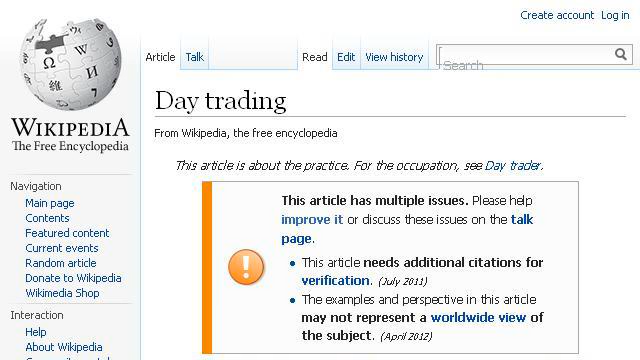 Create account Log in
Article Talk Read Edit View history Search
WIKIPEDIA
The Free Encyclopedia
Navigation
Main page
Contents
Featured content
Current events
Random article
Donate to Wikipedia
Wikimedia Shop
Interaction
Help
About Wikipedia
Day trading
From Wikipedia, the free encyclopedia
This article is about the practice. For the occupation, see Day trader.
This article has multiple issues. Please help
improve it or discuss these issues on the talk
page.
• This article needs additional citations for
verification. (July 2011)
• The examples and perspective in this article
may not represent a worldwide view of
the subject. (April 2012)